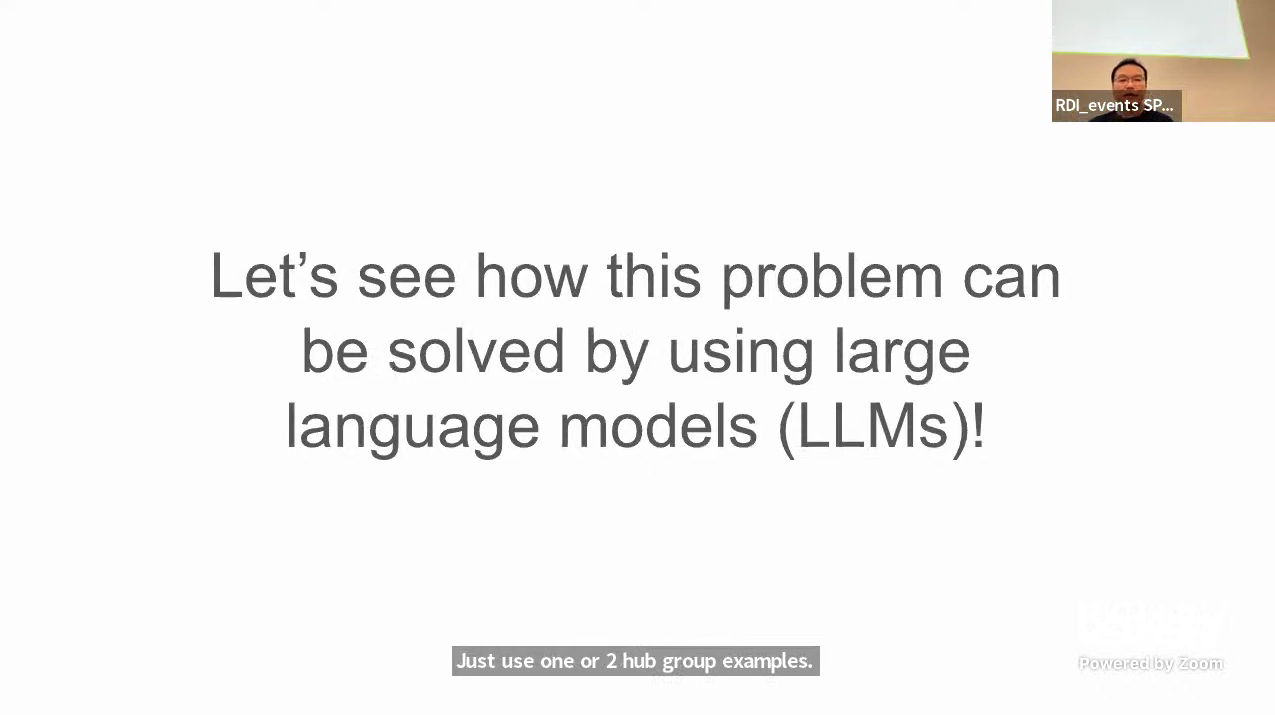 RDI_events SP...
Let's see how this problem can
be solved by using large
language models (LLMs)!
Just use one or 2 hub group examples.
Powered by Zoom